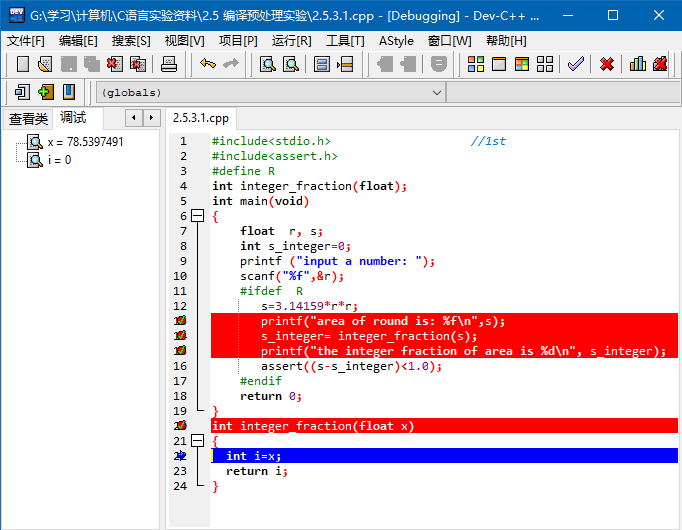 G:\学习\计算机\C语言实验资料\2.5 编译预处理实验\2.5.3.1.cpp - [Debugging] - Dev-C++ ...
文件[F] 编辑[E] 搜索[S] 视图[V] 项目[P] 运行[R] 工具[T] AStyle 窗口[W] 帮助[H]
(globals)
查看类 调试
x = 78.5397491
i = 0
2.5.3.1.cpp
1 #include<stdio.h> //1st
2 #include<assert.h>
3 #define R
4 int integer_fraction(float);
5 int main(void)
6 {
7 float  r, s;
8 int s_integer=0;
9 printf ("input a number: ");
10 scanf("%f",&r);
11 #ifdef  R
12 s=3.14159*r*r;
printf("area of round is: %f\n",s);
s_integer= integer_fraction(s);
printf("the integer fraction of area is %d\n", s_integer);
16 assert((s-s_integer)<1.0);
17 #endif
18 return 0;
19 }
int integer_fraction(float x)
21 {
int i=x;
23 return i;
24 }